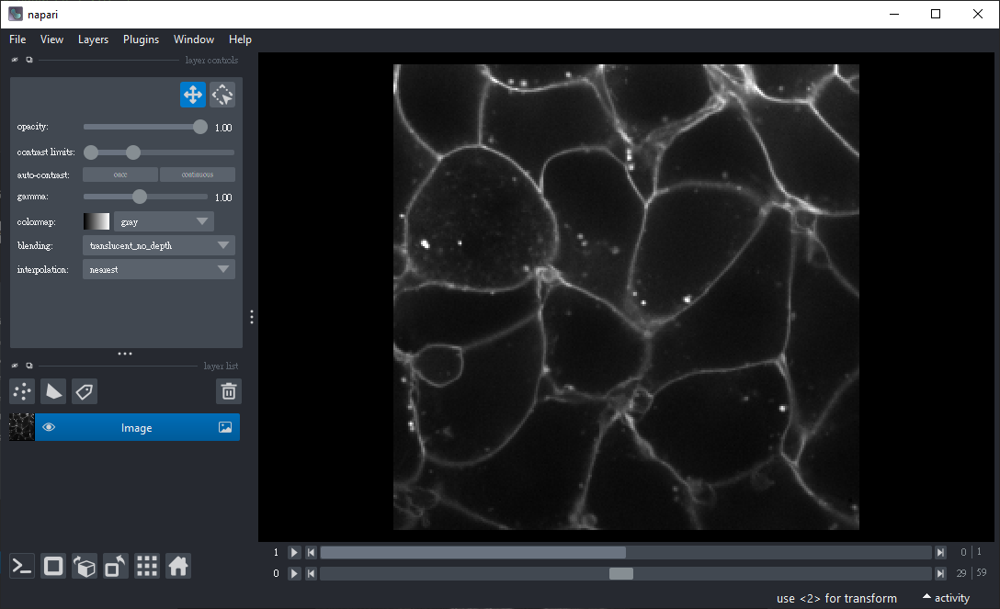 napari
File View Layers Plugins Window Help
layer controls
opacity: 1.00
contrast limits:
auto-contrast: once continuous
gamma: 1.00
colormap: gray
blending: translucent_no_depth
interpolation: nearest
layer list
Image
1 0 | 1
0 29 | 59
use <2> for transform activity